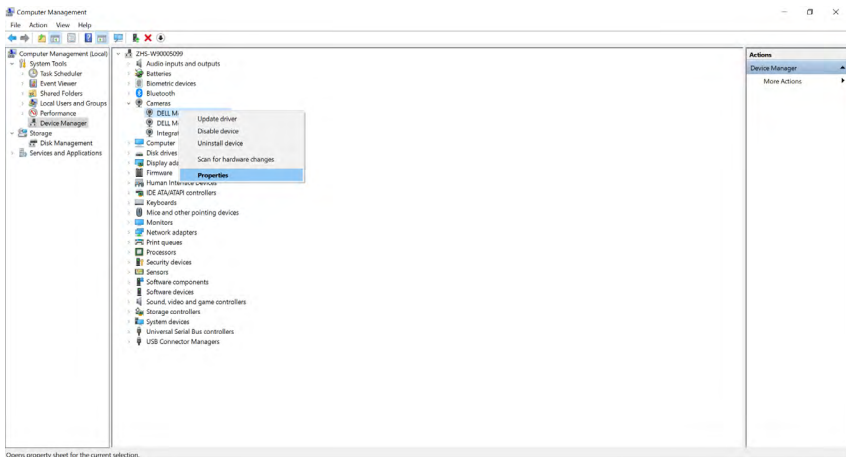 Computer Management
File Action View Help
Computer Management (Local)
System Tools
Task Scheduler
Event Viewer
Shared Folders
Local Users and Groups
Performance
Device Manager
Storage
Disk Management
Services and Applications
ZHS-W90005099
Audio inputs and outputs
Batteries
Biometric devices
Bluetooth
Cameras
DELL M
DELL M
Integrat
Computer
Disk drives
Display ada
Firmware
Human Interface Devices
IDE ATA/ATAPI controllers
Keyboards
Mice and other pointing devices
Monitors
Network adapters
Print queues
Processors
Security devices
Sensors
Software components
Software devices
Sound, video and game controllers
Storage controllers
System devices
Universal Serial Bus controllers
USB Connector Managers
Update driver
Disable device
Uninstall device
Scan for hardware changes
Properties
Actions
Device Manager
More Actions
Opens property sheet for the current selection.